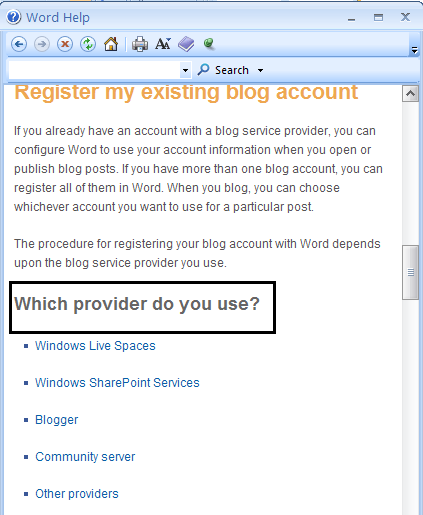 Word Help
Search
Register my existing blog account
If you already have an account with a blog service provider, you can
configure Word to use your account information when you open or
publish blog posts. If you have more than one blog account, you can
register all of them in Word. When you blog, you can choose
whichever account you want to use for a particular post.
The procedure for registering your blog account with Word depends
upon the blog service provider you use.
Which provider do you use?
Windows Live Spaces
Windows SharePoint Services
Blogger
Community server
Other providers